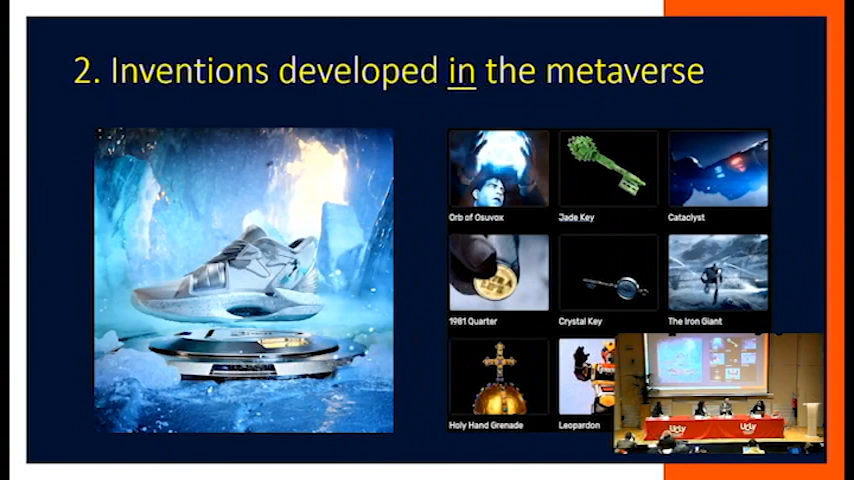 2. Inventions developed in the metaverse
Orb of Osuvox
Jade Key
Cataclyst
1981 Quarter
Crystal Key
The Iron Giant
Holy Hand Grenade
Leopardon